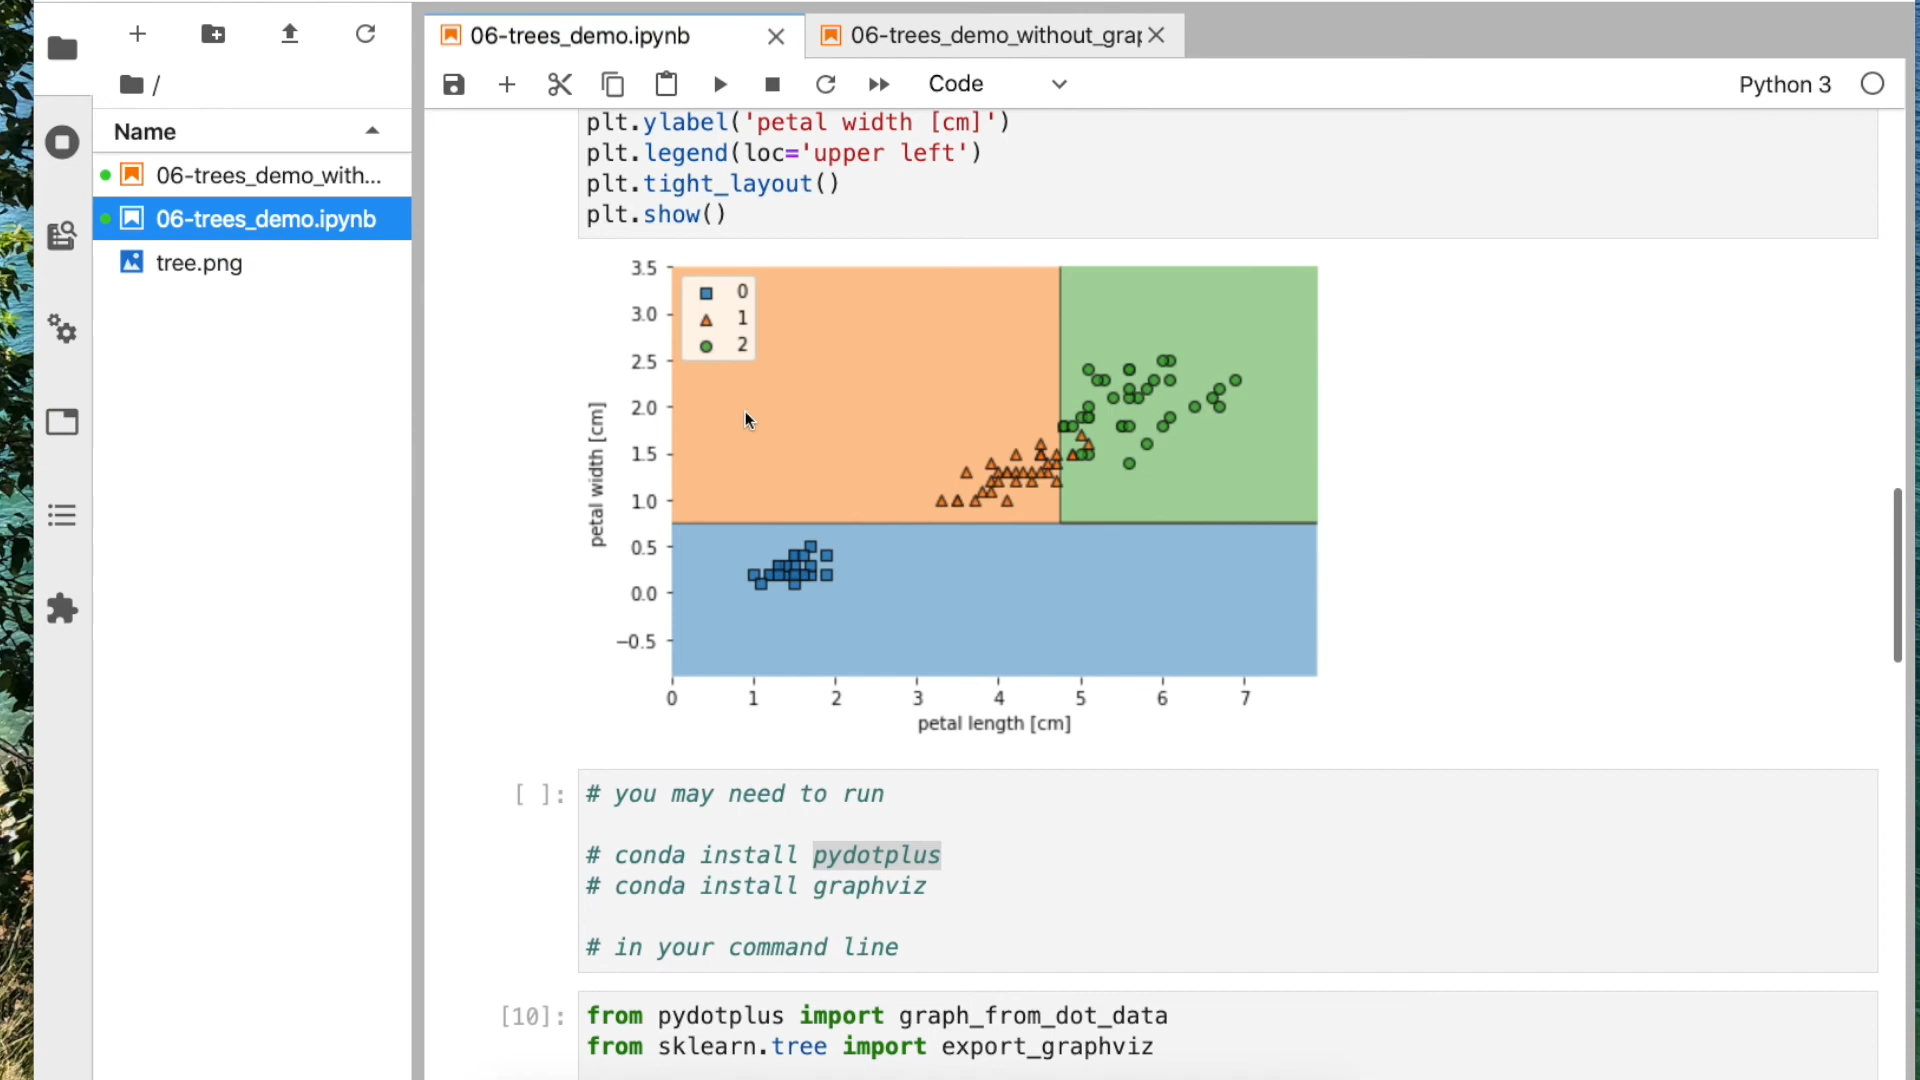 06-trees_demo.ipynb
06-trees_demo_without_gra
/
Code
Python 3
Name
06-trees_demo_with...
06-trees_demo.ipynb
tree.png
plt.ylabel('petal width [cm]')
plt.legend(loc='upper left')
plt.tight_layout()
plt.show()
3.5
3.0
2.5
2.0
1.5
1.0
0.5
0.0
−0.5
petal width [cm]
0
1
2
0 1 2 3 4 5 6 7
petal length [cm]
[ ]:
# you may need to run
# conda install pydotplus
# conda install graphviz
# in your command line
[10]:
from pydotplus import graph_from_dot_data
from sklearn.tree import export_graphviz